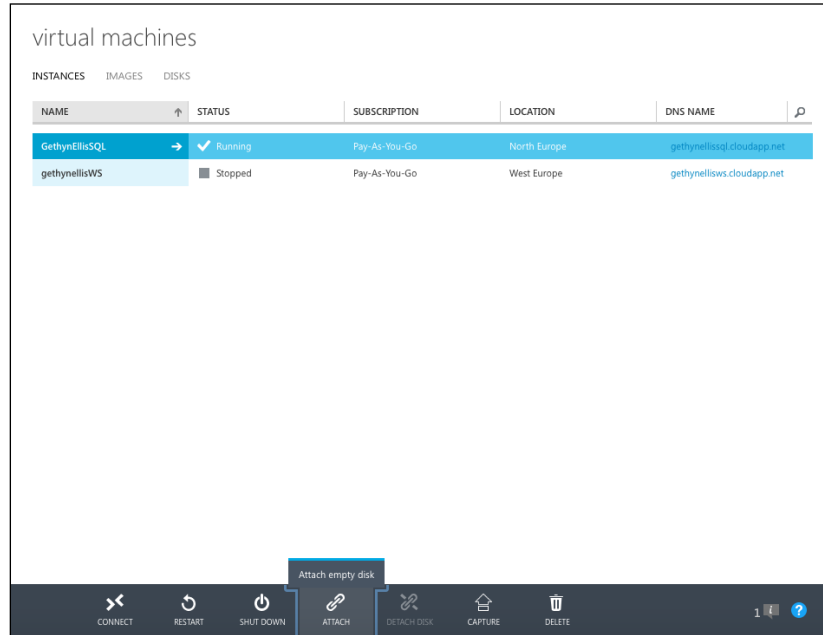 virtual machines
INSTANCES IMAGES DISKS
NAME STATUS SUBSCRIPTION LOCATION DNS NAME
GethynEllisSQL Running Pay-As-You-Go North Europe gethynellissql.cloudapp.net
gethynellisWS Stopped Pay-As-You-Go West Europe gethynellisws.cloudapp.net
Attach empty disk
CONNECT RESTART SHUT DOWN ATTACH DETACH DISK CAPTURE DELETE 1 i ?